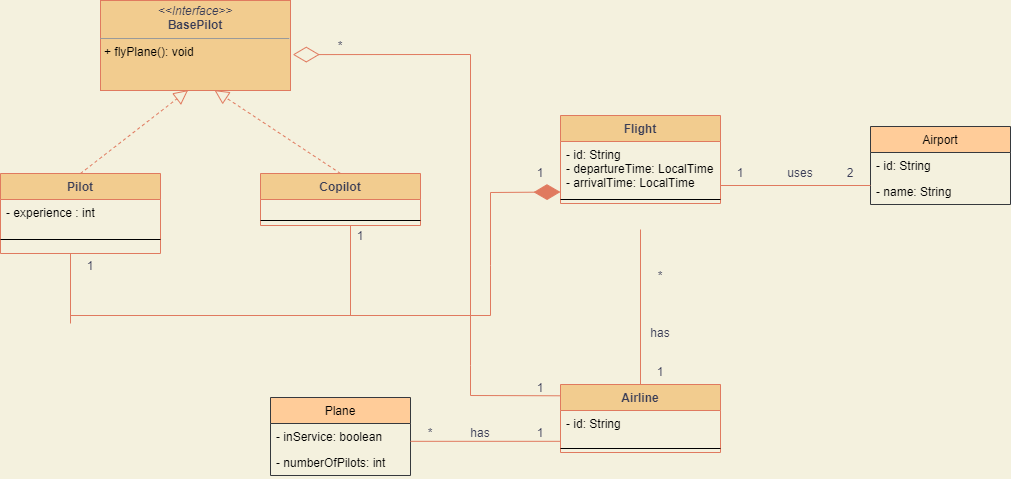 <<Interface>>
BasePilot
+ flyPlane(): void
*
Pilot
- experience : int
1
Copilot
1
1
Flight
- id: String
- departureTime: LocalTime
- arrivalTime: LocalTime
1 uses 2
Airport
- id: String
- name: String
*
has
1
1
Airline
- id: String
Plane
- inService: boolean
- numberOfPilots: int
* has 1